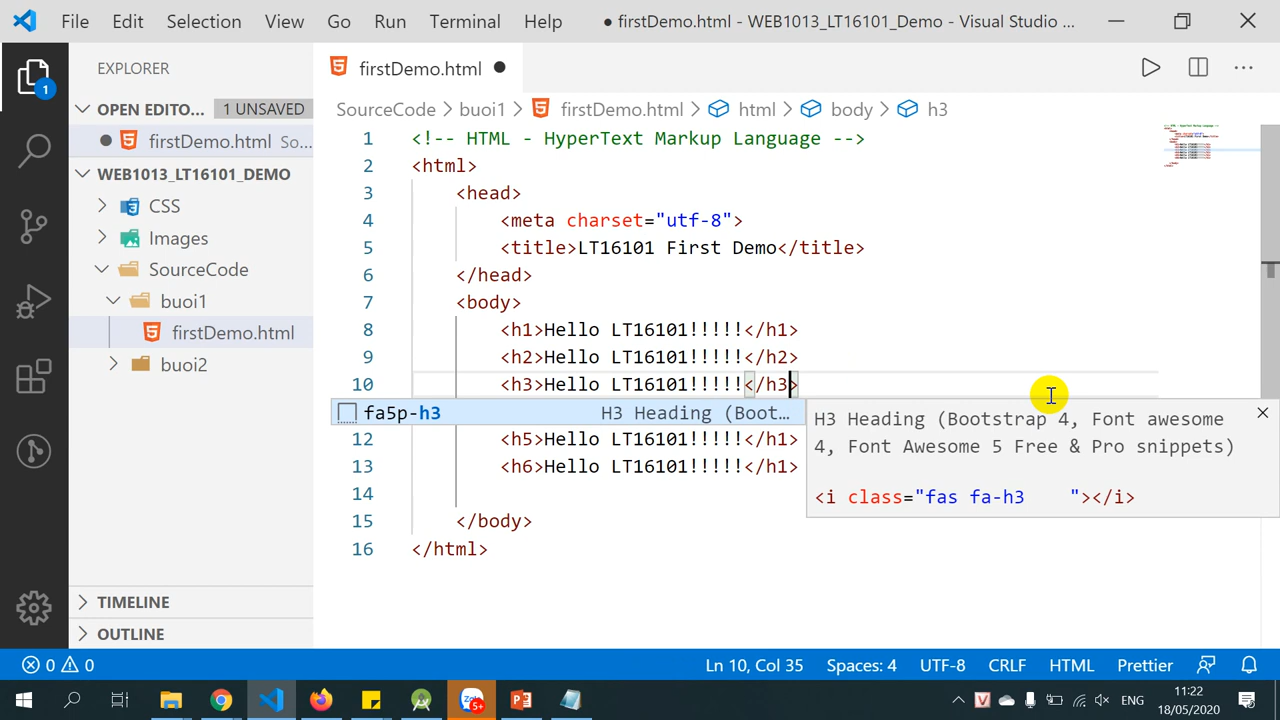 File Edit Selection View Go Run Terminal Help ● firstDemo.html - WEB1013_LT16101_Demo - Visual Studio ...
EXPLORER
firstDemo.html ●
1
OPEN EDITO... 1 UNSAVED
● firstDemo.html So...
WEB1013_LT16101_DEMO
CSS
Images
SourceCode
buoi1
firstDemo.html
buoi2
TIMELINE
OUTLINE
SourceCode > buoi1 > firstDemo.html > html > body > h3
1 <!-- HTML - HyperText Markup Language -->
2 <html>
3 <head>
4 <meta charset="utf-8">
5 <title>LT16101 First Demo</title>
6 </head>
7 <body>
8 <h1>Hello LT16101!!!!!</h1>
9 <h2>Hello LT16101!!!!!</h2>
10 <h3>Hello LT16101!!!!!</h3>
fa5p-h3 H3 Heading (Boot...
H3 Heading (Bootstrap 4, Font awesome
4, Font Awesome 5 Free & Pro snippets)
<i class="fas fa-h3 "></i>
12 <h5>Hello LT16101!!!!!</h1>
13 <h6>Hello LT16101!!!!!</h1>
14
15 </body>
16 </html>
0 0 Ln 10, Col 35 Spaces: 4 UTF-8 CRLF HTML Prettier
5+ ENG 11:22
18/05/2020